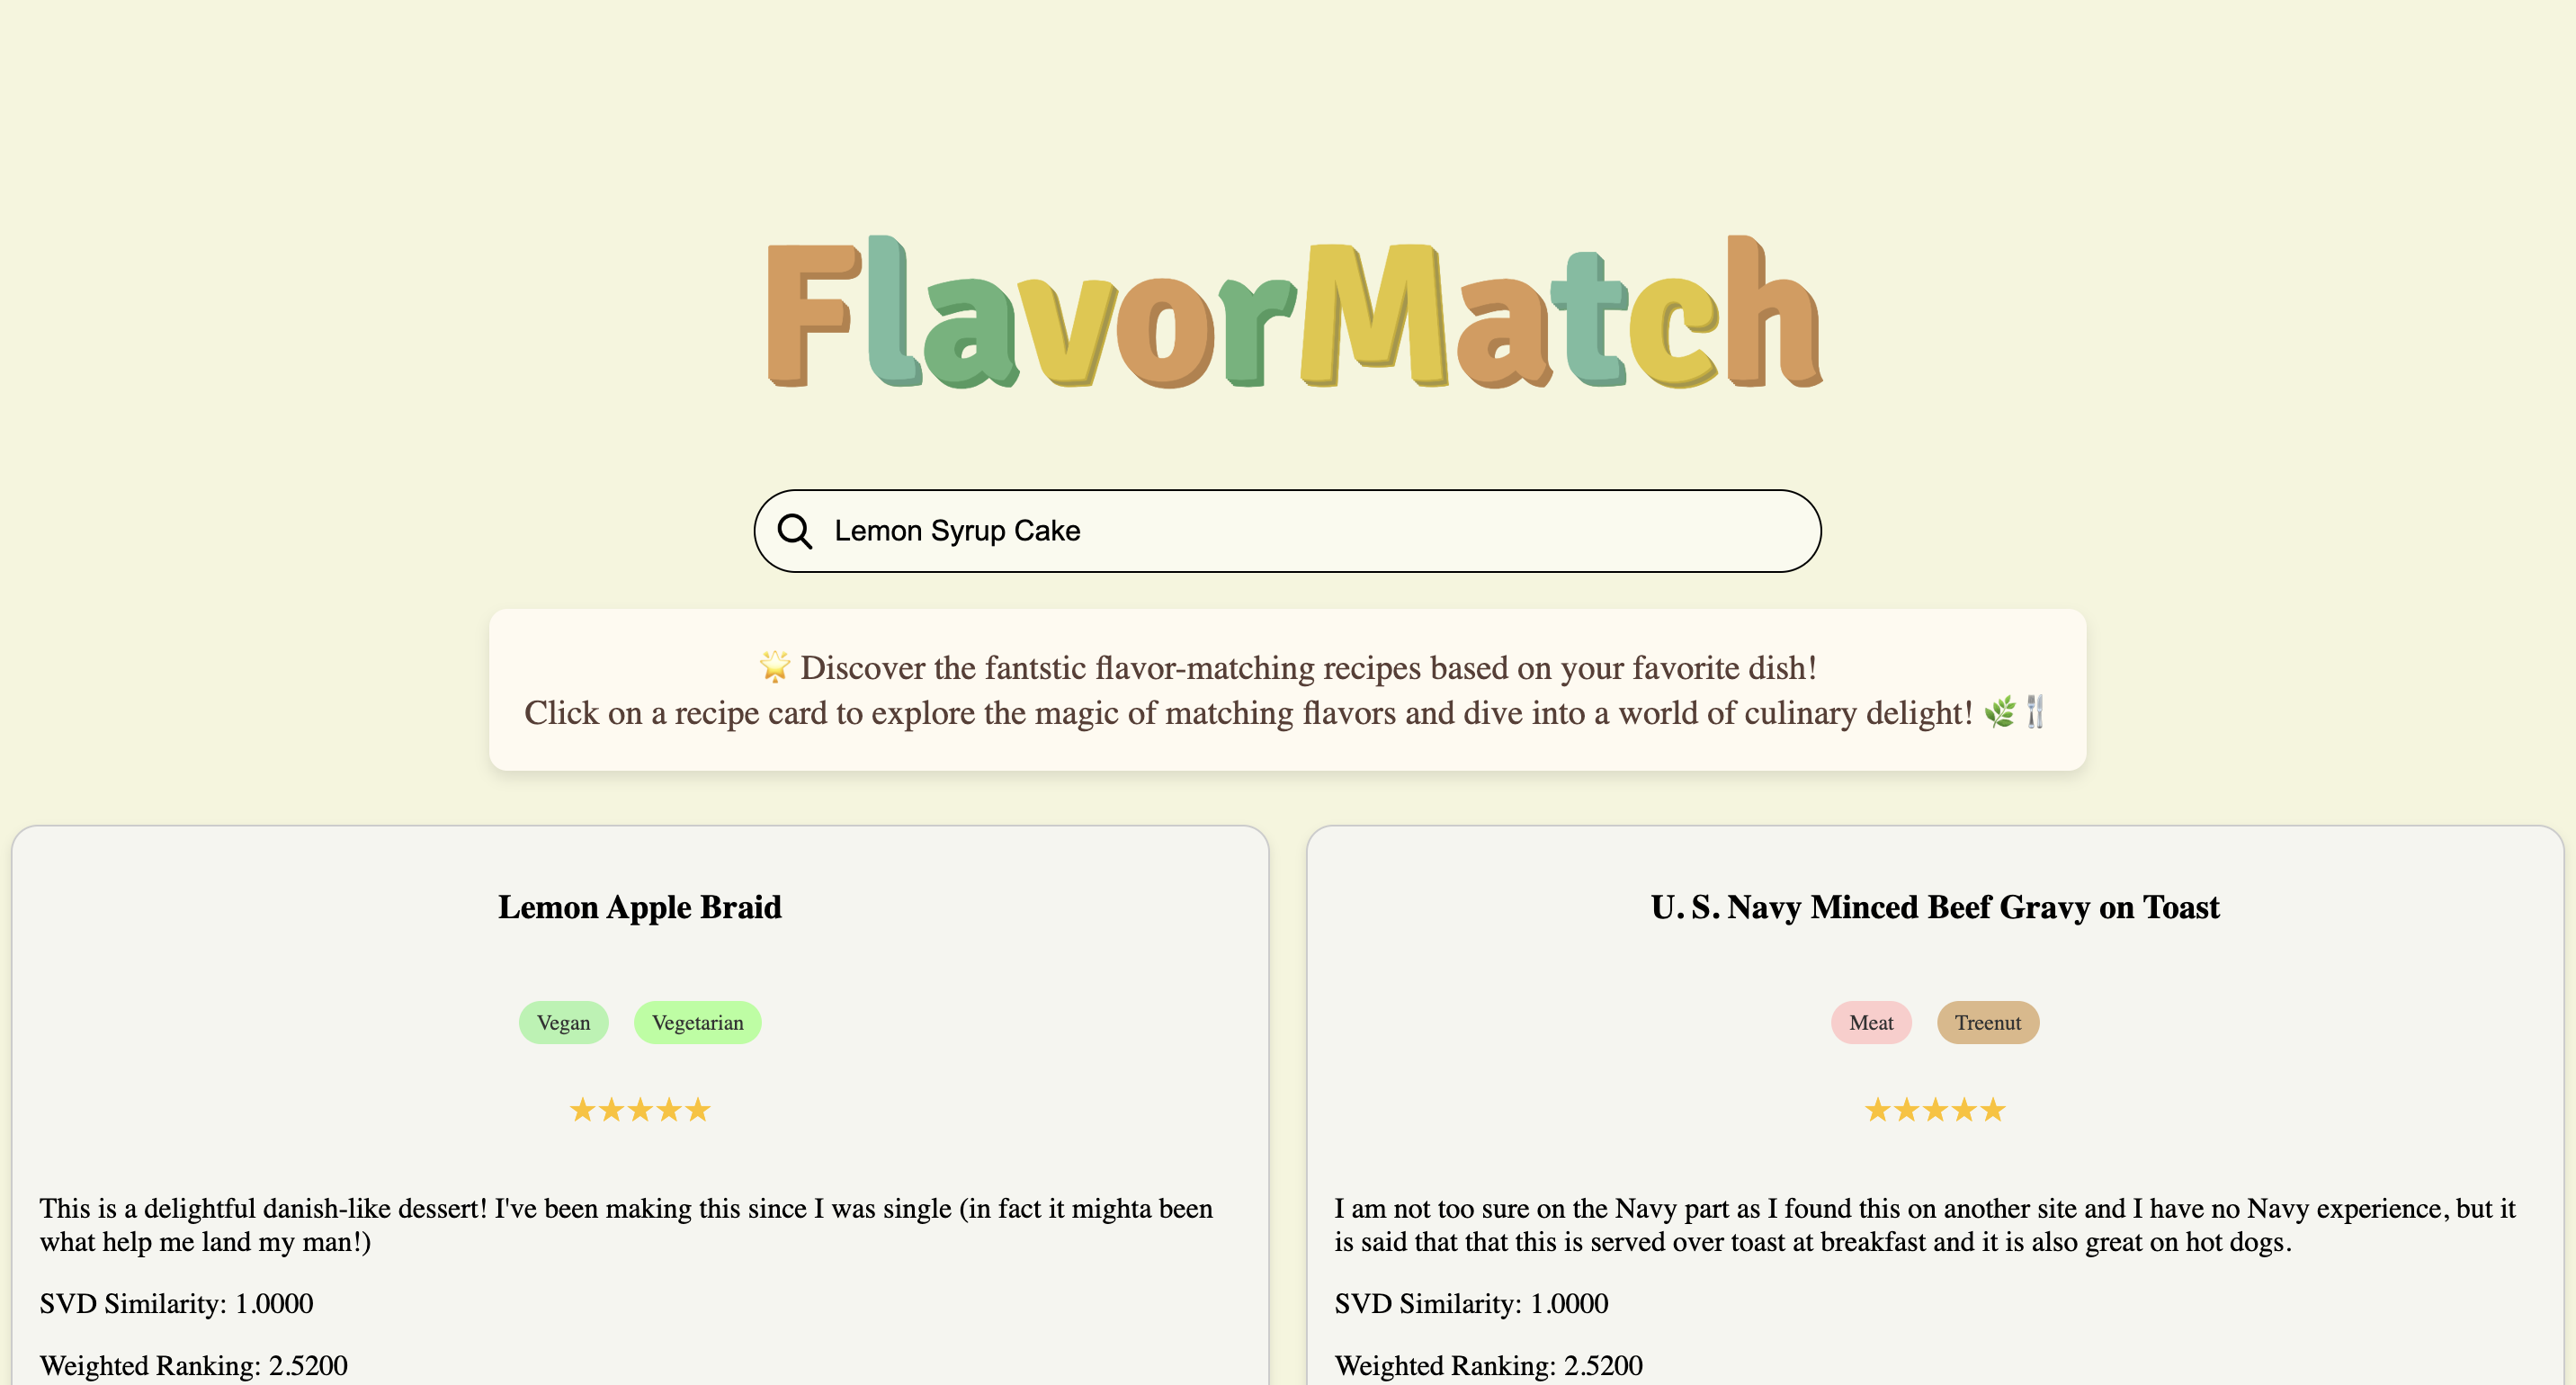 FlavorMatch
Lemon Syrup Cake
🌟 Discover the fantstic flavor-matching recipes based on your favorite dish!
Click on a recipe card to explore the magic of matching flavors and dive into a world of culinary delight! 🌿🍴
Lemon Apple Braid
Vegan Vegetarian
★★★★★
This is a delightful danish-like dessert! I've been making this since I was single (in fact it mighta been
what help me land my man!)
SVD Similarity: 1.0000
Weighted Ranking: 2.5200
U. S. Navy Minced Beef Gravy on Toast
Meat Treenut
★★★★★
I am not too sure on the Navy part as I found this on another site and I have no Navy experience, but it
is said that that this is served over toast at breakfast and it is also great on hot dogs.
SVD Similarity: 1.0000
Weighted Ranking: 2.5200